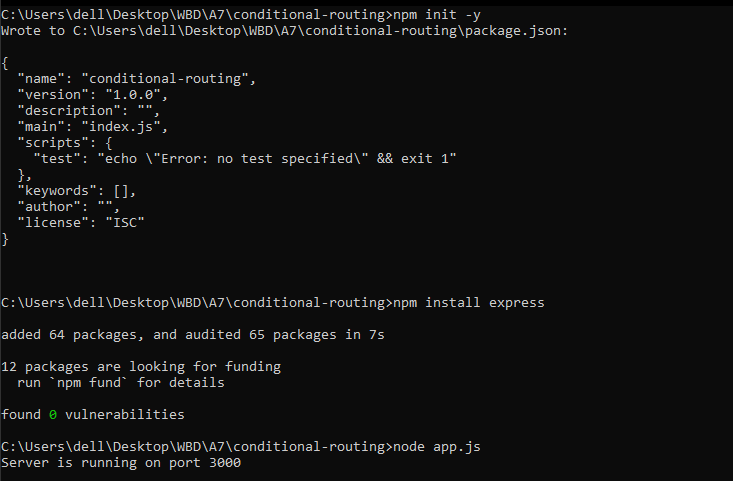 C:\Users\dell\Desktop\WBD\A7\conditional-routing>npm init -y
Wrote to C:\Users\dell\Desktop\WBD\A7\conditional-routing\package.json:
{
  "name": "conditional-routing",
  "version": "1.0.0",
  "description": "",
  "main": "index.js",
  "scripts": {
    "test": "echo \"Error: no test specified\" && exit 1"
  },
  "keywords": [],
  "author": "",
  "license": "ISC"
}
C:\Users\dell\Desktop\WBD\A7\conditional-routing>npm install express
added 64 packages, and audited 65 packages in 7s
12 packages are looking for funding
  run `npm fund` for details
found 0 vulnerabilities
C:\Users\dell\Desktop\WBD\A7\conditional-routing>node app.js
Server is running on port 3000